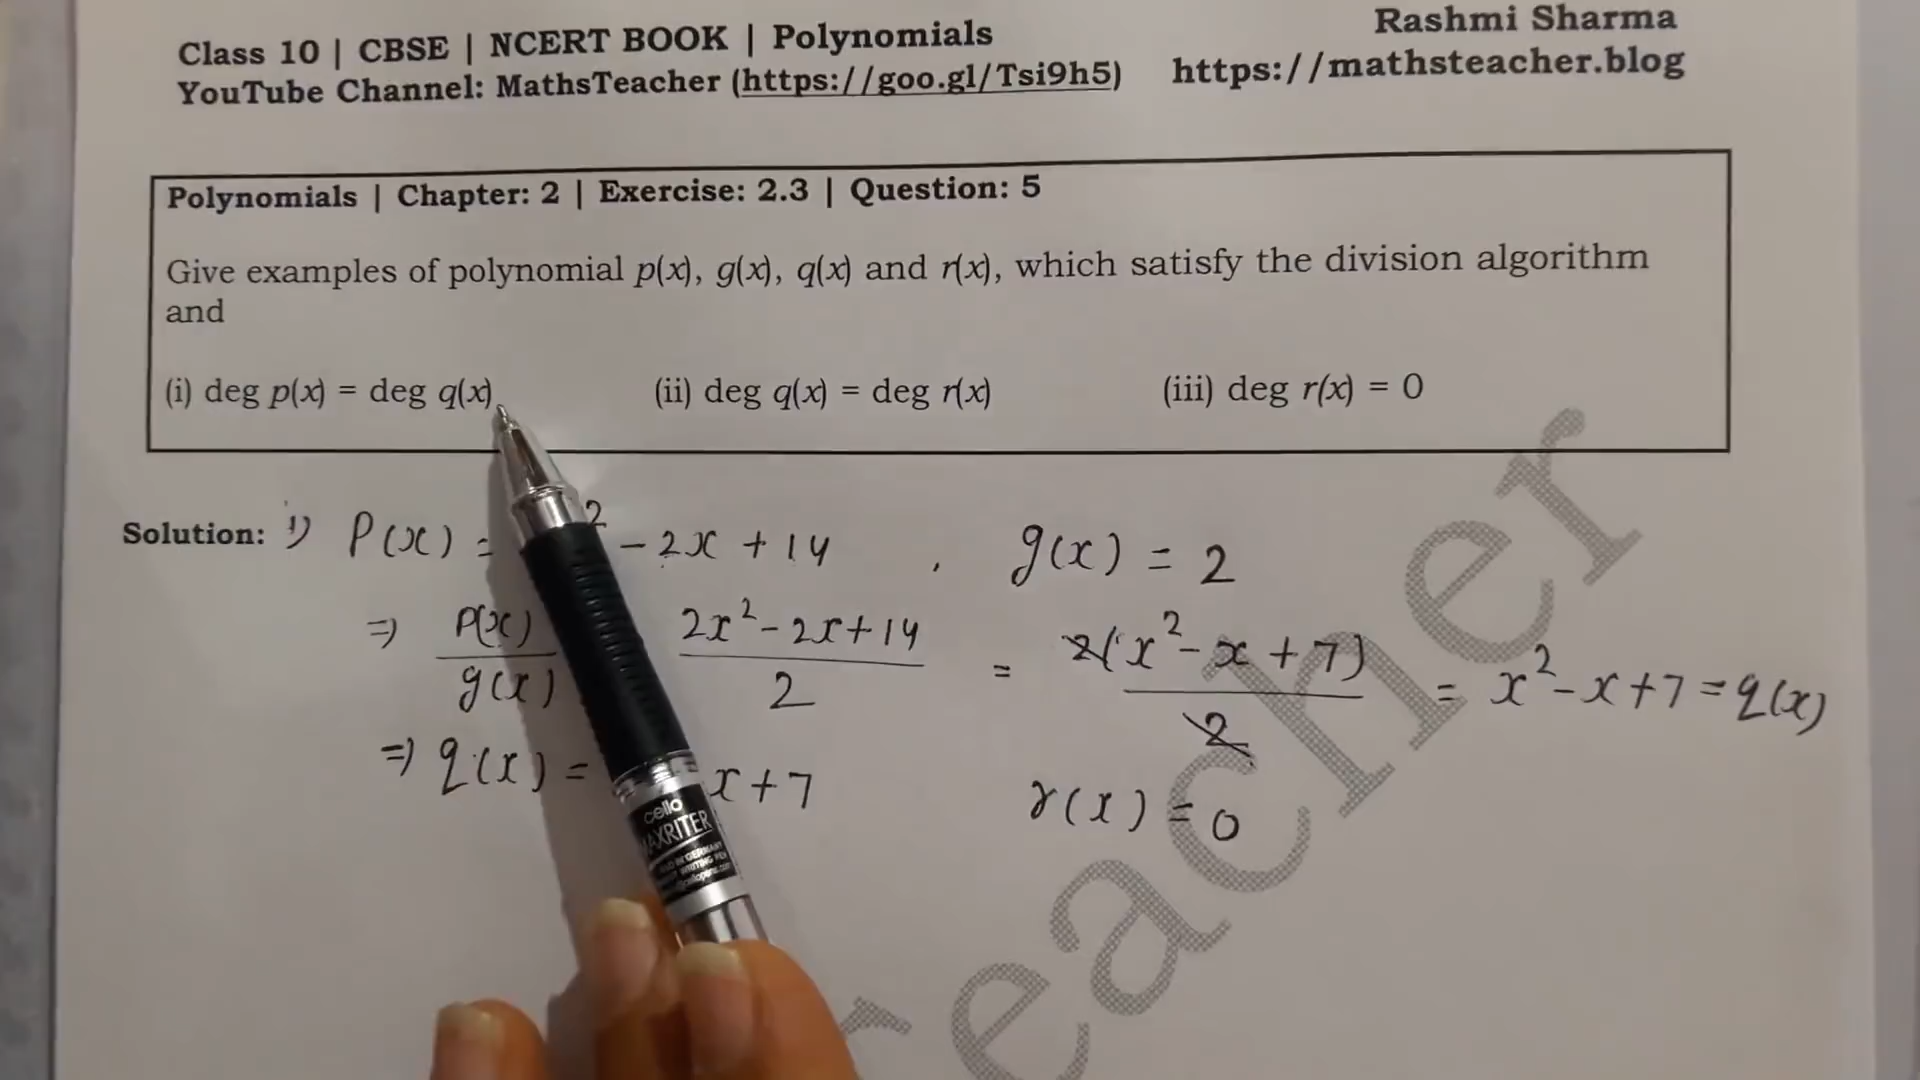 Class 10 | CBSE | NCERT BOOK | Polynomials
Rashmi Sharma
YouTube Channel: MathsTeacher (https://goo.gl/Tsi9h5)
https://mathsteacher.blog
Polynomials | Chapter: 2 | Exercise: 2.3 | Question: 5
Give examples of polynomial p(x), g(x), q(x) and r(x), which satisfy the division algorithm
and
(i) deg p(x) = deg q(x) (ii) deg q(x) = deg r(x) (iii) deg r(x) = 0
Solution: i) P(x) = ² - 2x + 14 , g(x) = 2
⇒ P(x)/g(x) 2x² - 2x + 14/2 = 2(x² - x + 7)/2 = x² - x + 7 = q(x)
⇒ q(x) = x + 7 r(x) = 0
cello
MAXRITER
eacher